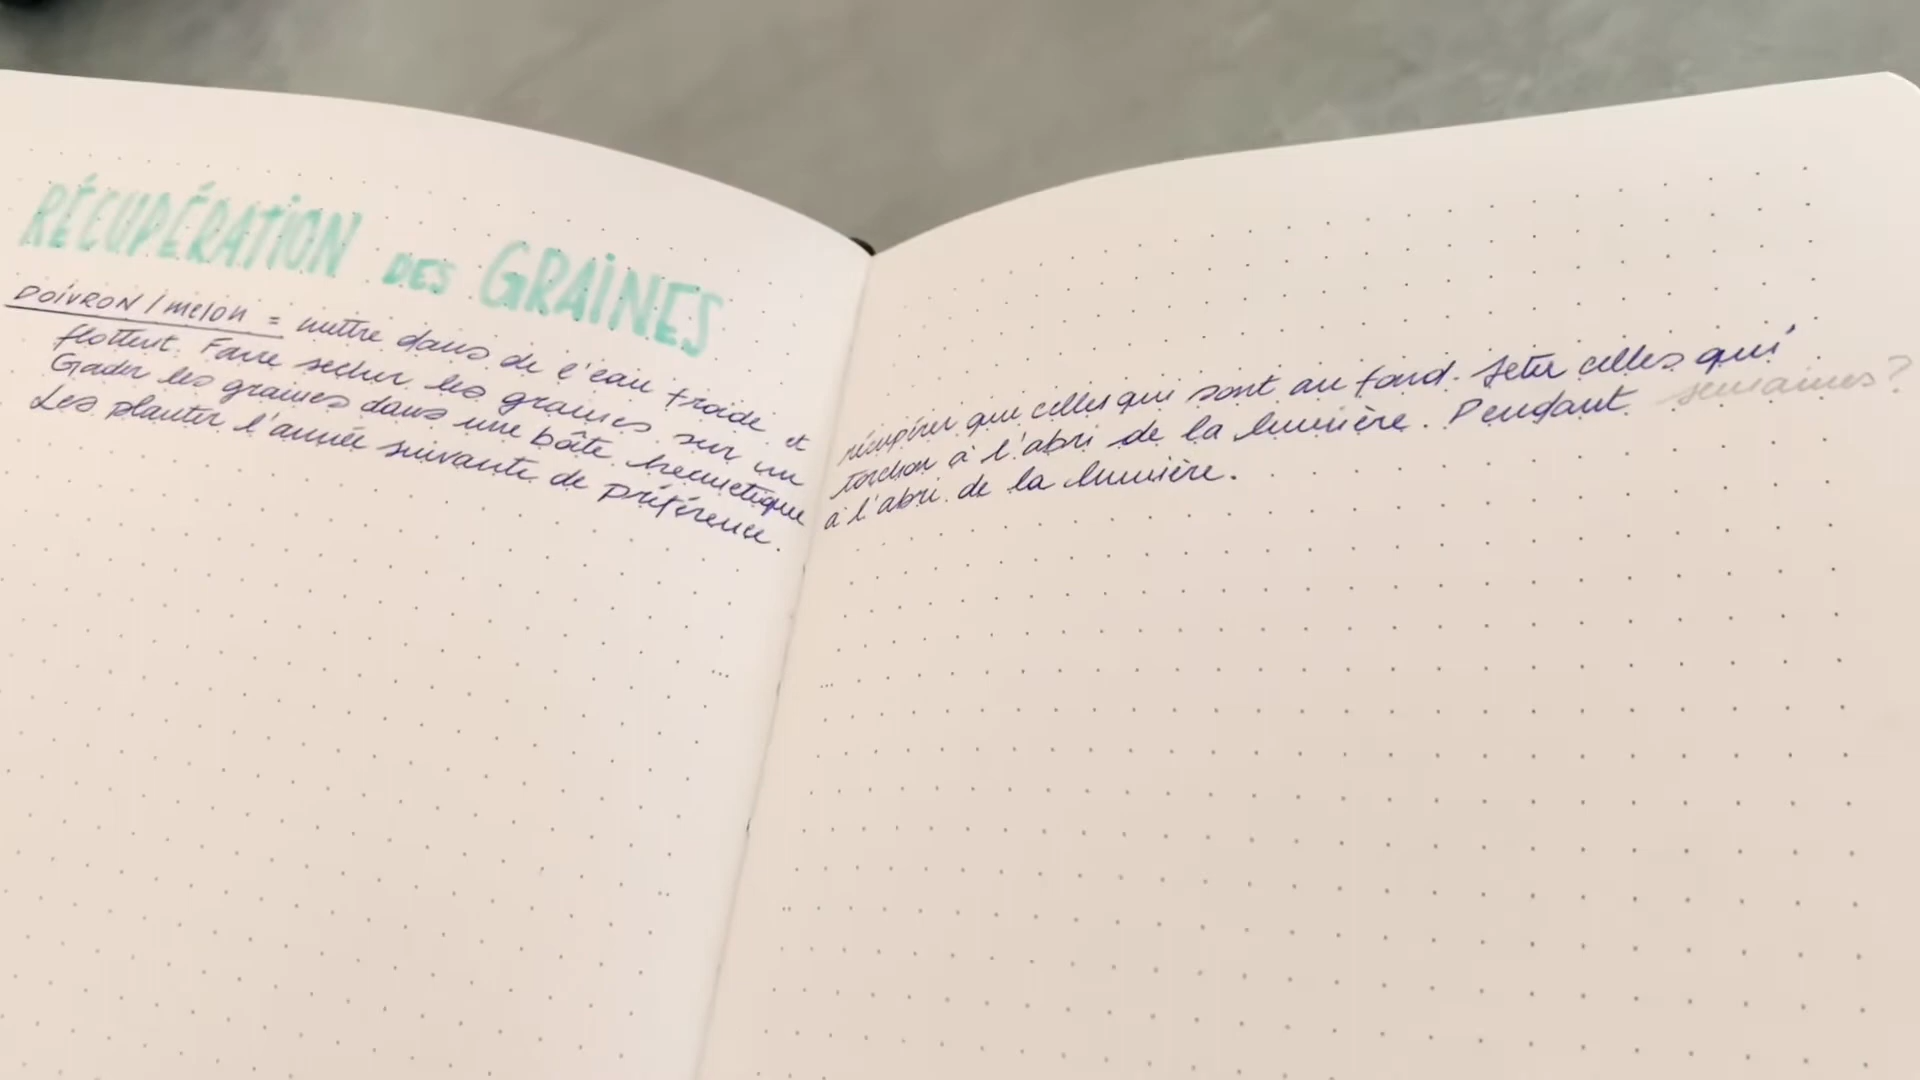 RÉCUPÉRATION DES GRAINES
POIVRON / melon = mettre dans de l'eau froide et récupérer que celles qui sont au fond. Jeter celles qui
flottent. Faire secher les graines sur un torchon à l'abri de la lumière. Pendant semaines ?
Garder les graines dans une boîte hermetique à l'abri de la lumière.
Les planter l'année suivante de préférence.